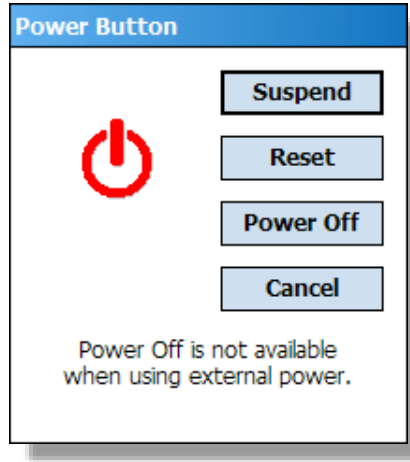 Power Button
Suspend
Reset
Power Off
Cancel
Power Off is not available
when using external power.